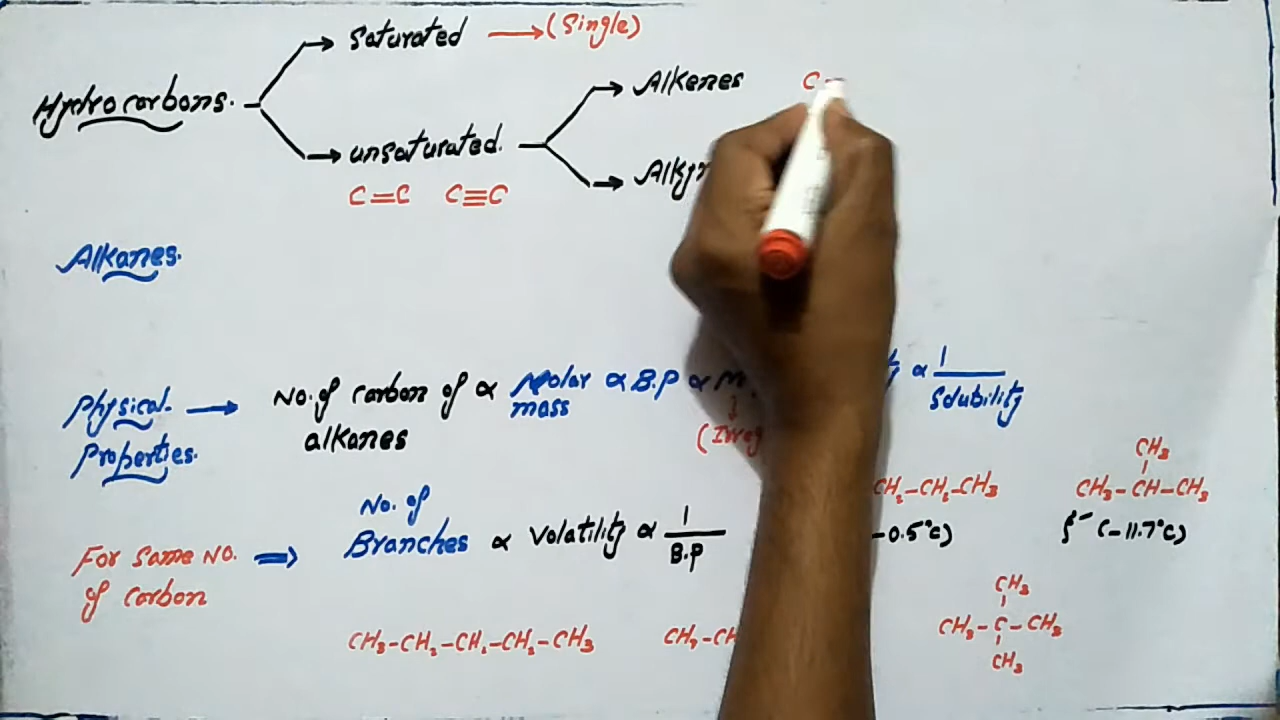 Saturated → (Single)
Hydrocarbons.
Alkenes C
unsaturated.
C=C C≡C
Alkanes.
Physical Properties. → No. of carbon of alkanes ∝ Molar mass ∝ B.P ∝ ∝ 1/Solubility
CH₃
CH₂-CH₂-CH₃ CH₃-CH-CH₃
-0.5°C) (-11.7°C)
For Same No. of carbon ⇒ No. of Branches ∝ Volatility ∝ 1/B.P
CH₃
CH₃-CH₂-CH₂-CH₂-CH₃ CH₃-C-CH₃
CH₃